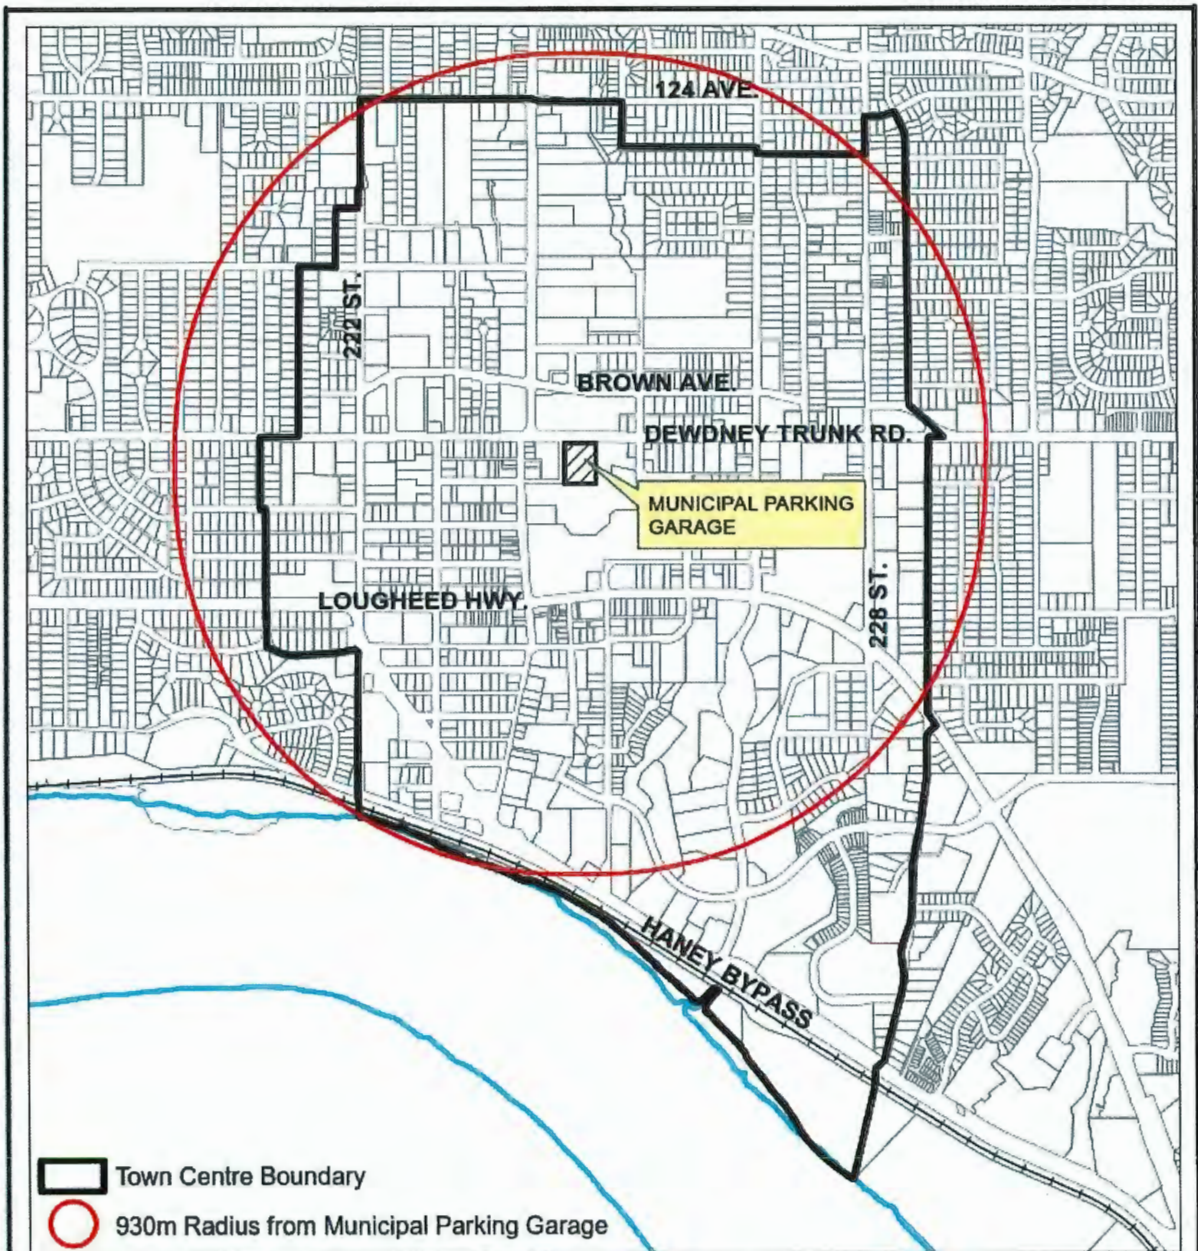 124 AVE.
222 ST.
BROWN AVE.
DEWDNEY TRUNK RD.
MUNICIPAL PARKING
GARAGE
LOUGHEED HWY.
228 ST.
HANEY BYPASS
Town Centre Boundary
930m Radius from Municipal Parking Garage